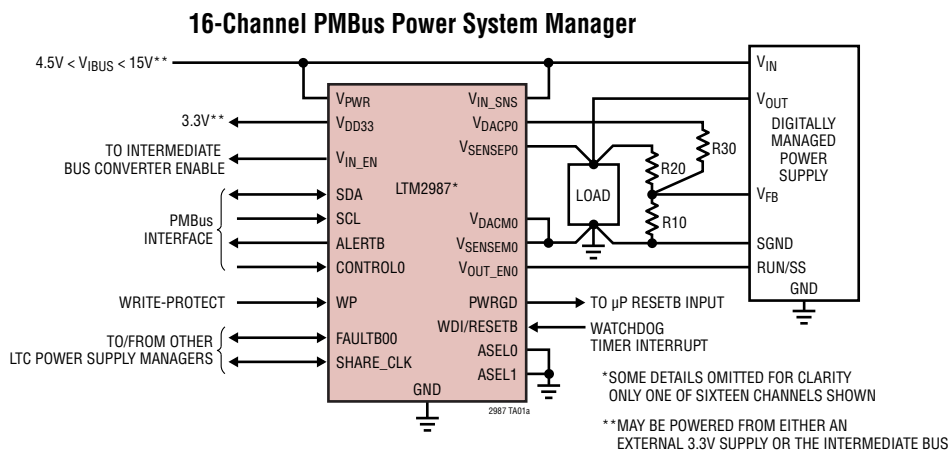 16-Channel PMBus Power System Manager
4.5V < VIBUS < 15V**
3.3V**
TO INTERMEDIATE
BUS CONVERTER ENABLE
PMBus
INTERFACE
WRITE-PROTECT
TO/FROM OTHER
LTC POWER SUPPLY MANAGERS
VPWR
VDD33
VIN_EN
SDA
SCL
ALERTB
CONTROL0
WP
FAULTB00
SHARE_CLK
GND
LTM2987*
VIN_SNS
VDACP0
VSENSEP0
VDACM0
VSENSEM0
VOUT_EN0
PWRGD
WDI/RESETB
ASEL0
ASEL1
2987 TA01a
LOAD
R20
R30
R10
VIN
VOUT
DIGITALLY
MANAGED
POWER
SUPPLY
VFB
SGND
RUN/SS
GND
TO µP RESETB INPUT
WATCHDOG
TIMER INTERRUPT
*SOME DETAILS OMITTED FOR CLARITY
ONLY ONE OF SIXTEEN CHANNELS SHOWN
**MAY BE POWERED FROM EITHER AN
EXTERNAL 3.3V SUPPLY OR THE INTERMEDIATE BUS